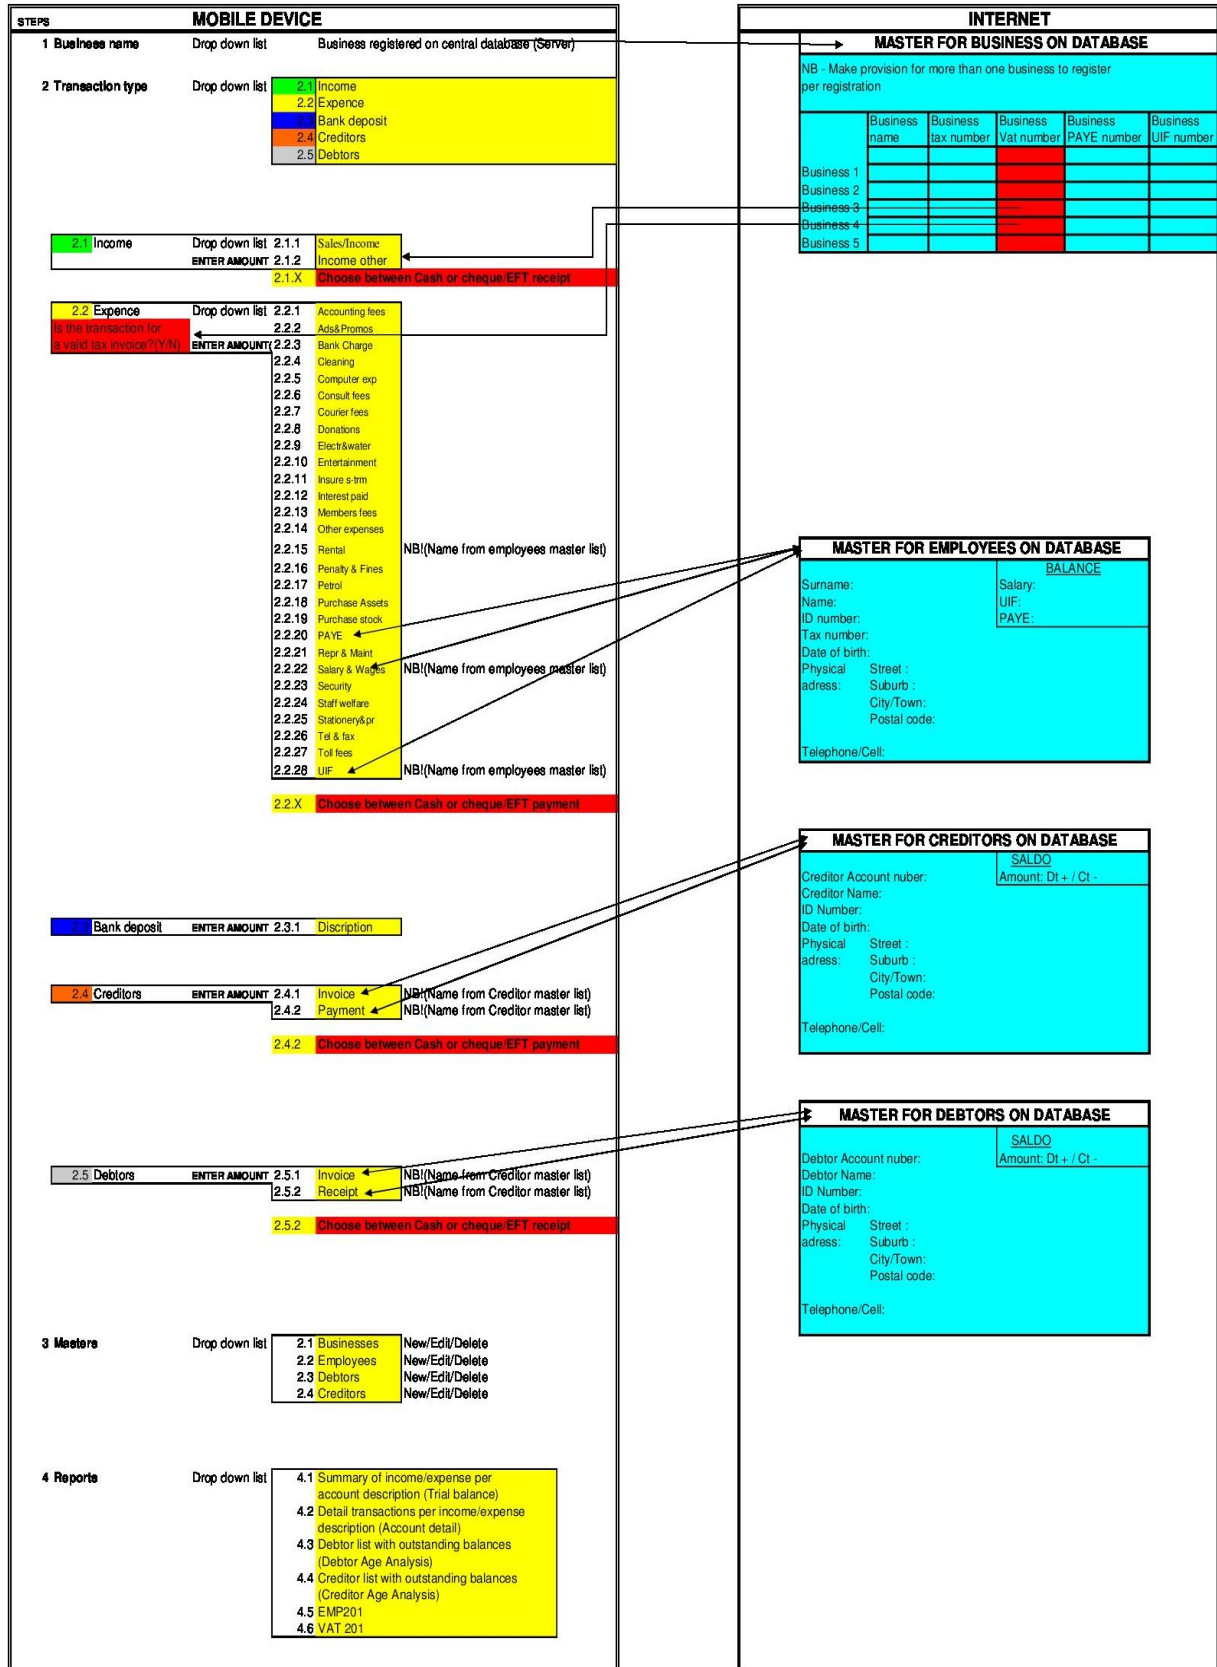 STEPS MOBILE DEVICE
1 Business name Drop down list Business registered on central database (Server)
2 Transaction type Drop down list 2.1 Income
2.2 Expence
2.3 Bank deposit
2.4 Creditors
2.5 Debtors
2.1 Income Drop down list 2.1.1 Sales/Income
ENTER AMOUNT 2.1.2 Income other
2.1.X Choose between Cash or cheque/EFT receipt
2.2 Expence Drop down list 2.2.1 Accounting fees
Is the transaction for 2.2.2 Ads&Promos
a valid tax invoice?(Y/N) ENTER AMOUNT( 2.2.3 Bank Charge
2.2.4 Cleaning
2.2.5 Computer exp
2.2.6 Consult fees
2.2.7 Courier fees
2.2.8 Donations
2.2.9 Electr&water
2.2.10 Entertainment
2.2.11 Insure s-trm
2.2.12 Interest paid
2.2.13 Members fees
2.2.14 Other expenses
2.2.15 Rental NB!(Name from employees master list)
2.2.16 Penalty & Fines
2.2.17 Petrol
2.2.18 Purchase Assets
2.2.19 Purchase stock
2.2.20 PAYE
2.2.21 Repr & Maint
2.2.22 Salary & Wages NB!(Name from employees master list)
2.2.23 Security
2.2.24 Staff welfare
2.2.25 Stationery&pr
2.2.26 Tel & fax
2.2.27 Toll fees
2.2.28 UIF NB!(Name from employees master list)
2.2.X Choose between Cash or cheque/EFT payment
2.3 Bank deposit ENTER AMOUNT 2.3.1 Discription
2.4 Creditors ENTER AMOUNT 2.4.1 Invoice NB!(Name from Creditor master list)
2.4.2 Payment NB!(Name from Creditor master list)
2.4.2 Choose between Cash or cheque/EFT payment
2.5 Debtors ENTER AMOUNT 2.5.1 Invoice NB!(Name from Creditor master list)
2.5.2 Receipt NB!(Name from Creditor master list)
2.5.2 Choose between Cash or cheque/EFT receipt
3 Masters Drop down list 2.1 Businesses New/Edit/Delete
2.2 Employees New/Edit/Delete
2.3 Debtors New/Edit/Delete
2.4 Creditors New/Edit/Delete
4 Reports Drop down list 4.1 Summary of income/expense per
account description (Trial balance)
4.2 Detail transactions per income/expense
description (Account detail)
4.3 Debtor list with outstanding balances
(Debtor Age Analysis)
4.4 Creditor list with outstanding balances
(Creditor Age Analysis)
4.5 EMP201
4.6 VAT 201
INTERNET
MASTER FOR BUSINESS ON DATABASE
NB - Make provision for more than one business to register
per registration
Business Business Business Business Business
name tax number Vat number PAYE number UIF number
Business 1
Business 2
Business 3
Business 4
Business 5
MASTER FOR EMPLOYEES ON DATABASE
BALANCE
Surname: Salary:
Name: UIF:
ID number: PAYE:
Tax number:
Date of birth:
Physical Street :
adress: Suburb :
City/Town:
Postal code:
Telephone/Cell:
MASTER FOR CREDITORS ON DATABASE
SALDO
Creditor Account nuber: Amount: Dt + / Ct -
Creditor Name:
ID Number:
Date of birth:
Physical Street :
adress: Suburb :
City/Town:
Postal code:
Telephone/Cell:
MASTER FOR DEBTORS ON DATABASE
SALDO
Debtor Account nuber: Amount: Dt + / Ct -
Debtor Name:
ID Number:
Date of birth:
Physical Street :
adress: Suburb :
City/Town:
Postal code:
Telephone/Cell: